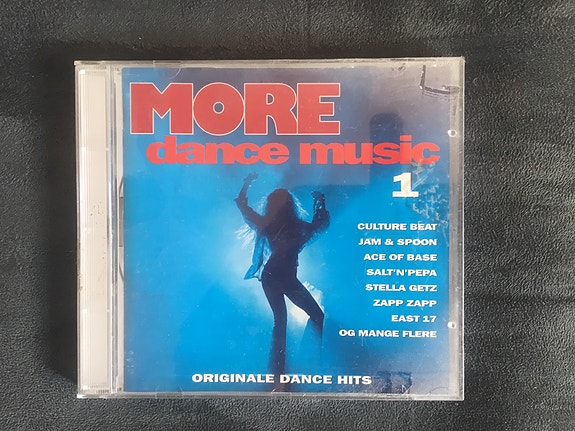 MORE
dance music
1
CULTURE BEAT
JAM & SPOON
ACE OF BASE
SALT'N'PEPA
STELLA GETZ
ZAPP ZAPP
EAST 17
OG MANGE FLERE
ORIGINALE DANCE HITS